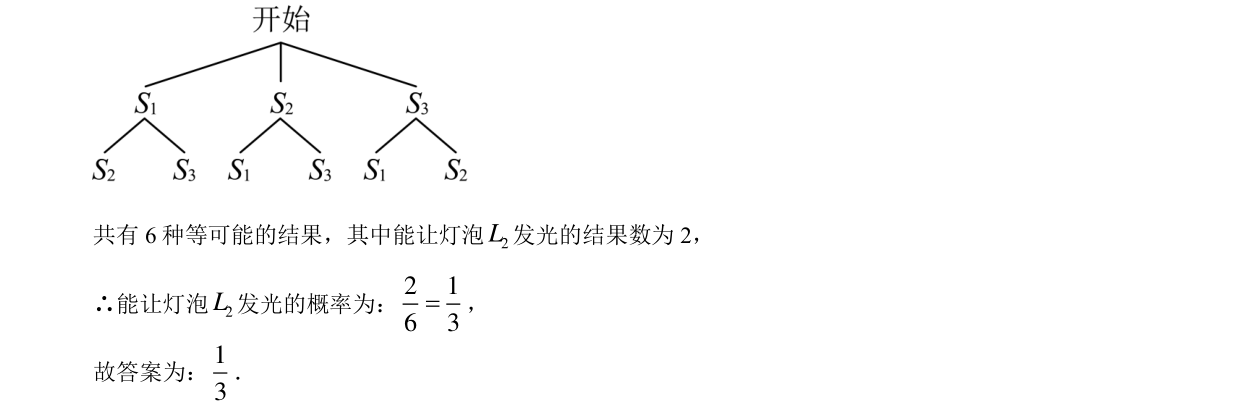 开始
S₁ S₂ S₃
S₂ S₃ S₁ S₃ S₁ S₂
共有 6 种等可能的结果，其中能让灯泡 L₂ 发光的结果数为 2，
∴能让灯泡 L₂ 发光的概率为：2/6 = 1/3，
故答案为：1/3．